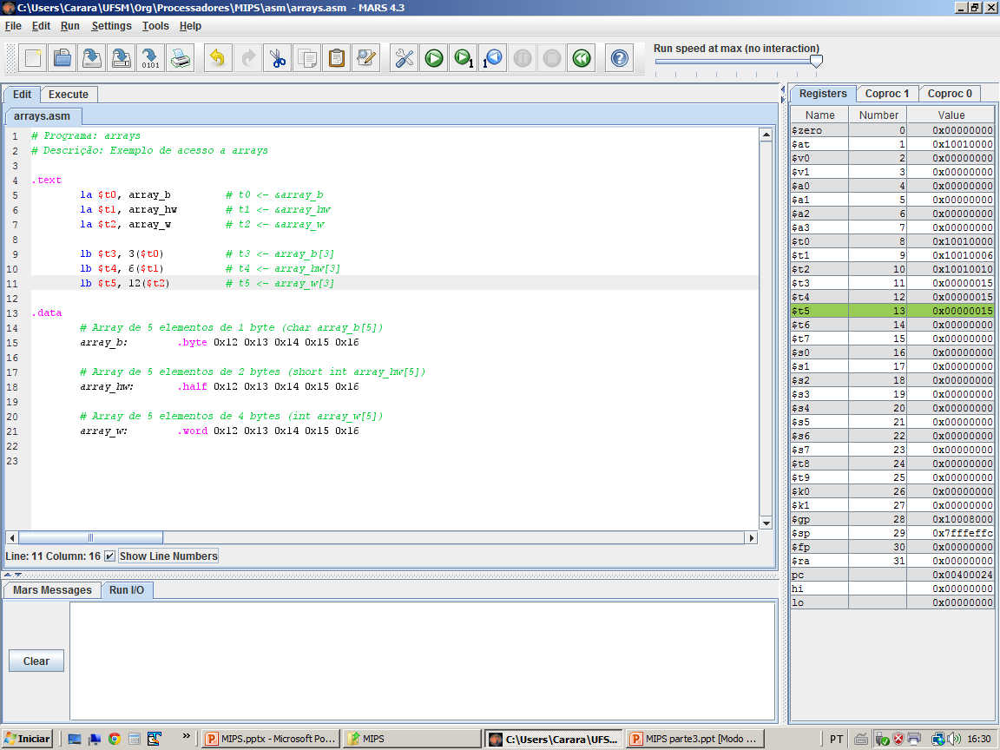 C:\Users\Carara\UFSM\Org\Processadores\MIPS\asm\arrays.asm - MARS 4.3
File Edit Run Settings Tools Help
0101
1
1
Run speed at max (no interaction)
Edit Execute
arrays.asm
1 # Programa: arrays
2 # Descrição: Exemplo de acesso a arrays
3
4 .text
5 la $t0, array_b # t0 <- &array_b
6 la $t1, array_hw # t1 <- &array_hw
7 la $t2, array_w # t2 <- &array_w
8
9 lb $t3, 3($t0) # t3 <- array_b[3]
10 lb $t4, 6($t1) # t4 <- array_hw[3]
11 lb $t5, 12($t2) # t5 <- array_w[3]
12
13 .data
14 # Array de 5 elementos de 1 byte (char array_b[5])
15 array_b: .byte 0x12 0x13 0x14 0x15 0x16
16
17 # Array de 5 elementos de 2 bytes (short int array_hw[5])
18 array_hw: .half 0x12 0x13 0x14 0x15 0x16
19
20 # Array de 5 elementos de 4 bytes (int array_w[5])
21 array_w: .word 0x12 0x13 0x14 0x15 0x16
22
23
Line: 11 Column: 16 Show Line Numbers
Mars Messages Run I/O
Clear
Registers Coproc 1 Coproc 0
Name Number Value
$zero 0 0x00000000
$at 1 0x10010000
$v0 2 0x00000000
$v1 3 0x00000000
$a0 4 0x00000000
$a1 5 0x00000000
$a2 6 0x00000000
$a3 7 0x00000000
$t0 8 0x10010000
$t1 9 0x10010006
$t2 10 0x10010010
$t3 11 0x00000015
$t4 12 0x00000015
$t5 13 0x00000015
$t6 14 0x00000000
$t7 15 0x00000000
$s0 16 0x00000000
$s1 17 0x00000000
$s2 18 0x00000000
$s3 19 0x00000000
$s4 20 0x00000000
$s5 21 0x00000000
$s6 22 0x00000000
$s7 23 0x00000000
$t8 24 0x00000000
$t9 25 0x00000000
$k0 26 0x00000000
$k1 27 0x00000000
$gp 28 0x10008000
$sp 29 0x7fffeffc
$fp 30 0x00000000
$ra 31 0x00000000
pc 0x00400024
hi 0x00000000
lo 0x00000000
Iniciar » MIPS.pptx - Microsoft Po... MIPS C:\Users\Carara\UFS... MIPS parte3.ppt [Modo ... PT 16:30